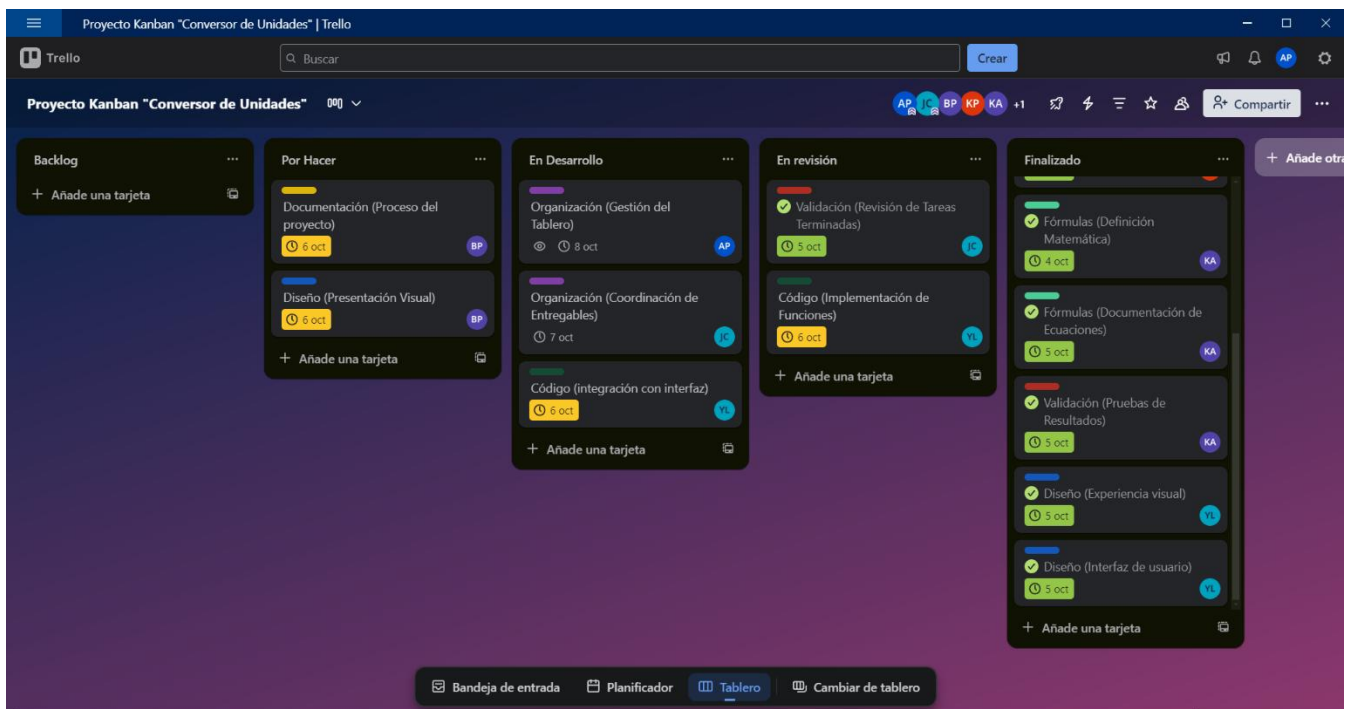 Proyecto Kanban "Conversor de Unidades" | Trello
Trello
Buscar
Crear
AP
Proyecto Kanban "Conversor de Unidades"
AP JC BP KP KA +1
Compartir
Backlog
+ Añade una tarjeta
Por Hacer
Documentación (Proceso del
proyecto)
6 oct
BP
Diseño (Presentación Visual)
6 oct
BP
+ Añade una tarjeta
En Desarrollo
Organización (Gestión del
Tablero)
8 oct
AP
Organización (Coordinación de
Entregables)
7 oct
JC
Código (integración con interfaz)
6 oct
YL
+ Añade una tarjeta
En revisión
Validación (Revisión de Tareas
Terminadas)
5 oct
JC
Código (Implementación de
Funciones)
6 oct
YL
+ Añade una tarjeta
Finalizado
Fórmulas (Definición
Matemática)
4 oct
KA
Fórmulas (Documentación de
Ecuaciones)
5 oct
KA
Validación (Pruebas de
Resultados)
5 oct
KA
Diseño (Experiencia visual)
5 oct
YL
Diseño (Interfaz de usuario)
5 oct
YL
+ Añade una tarjeta
+ Añade otra
Bandeja de entrada
Planificador
Tablero
Cambiar de tablero